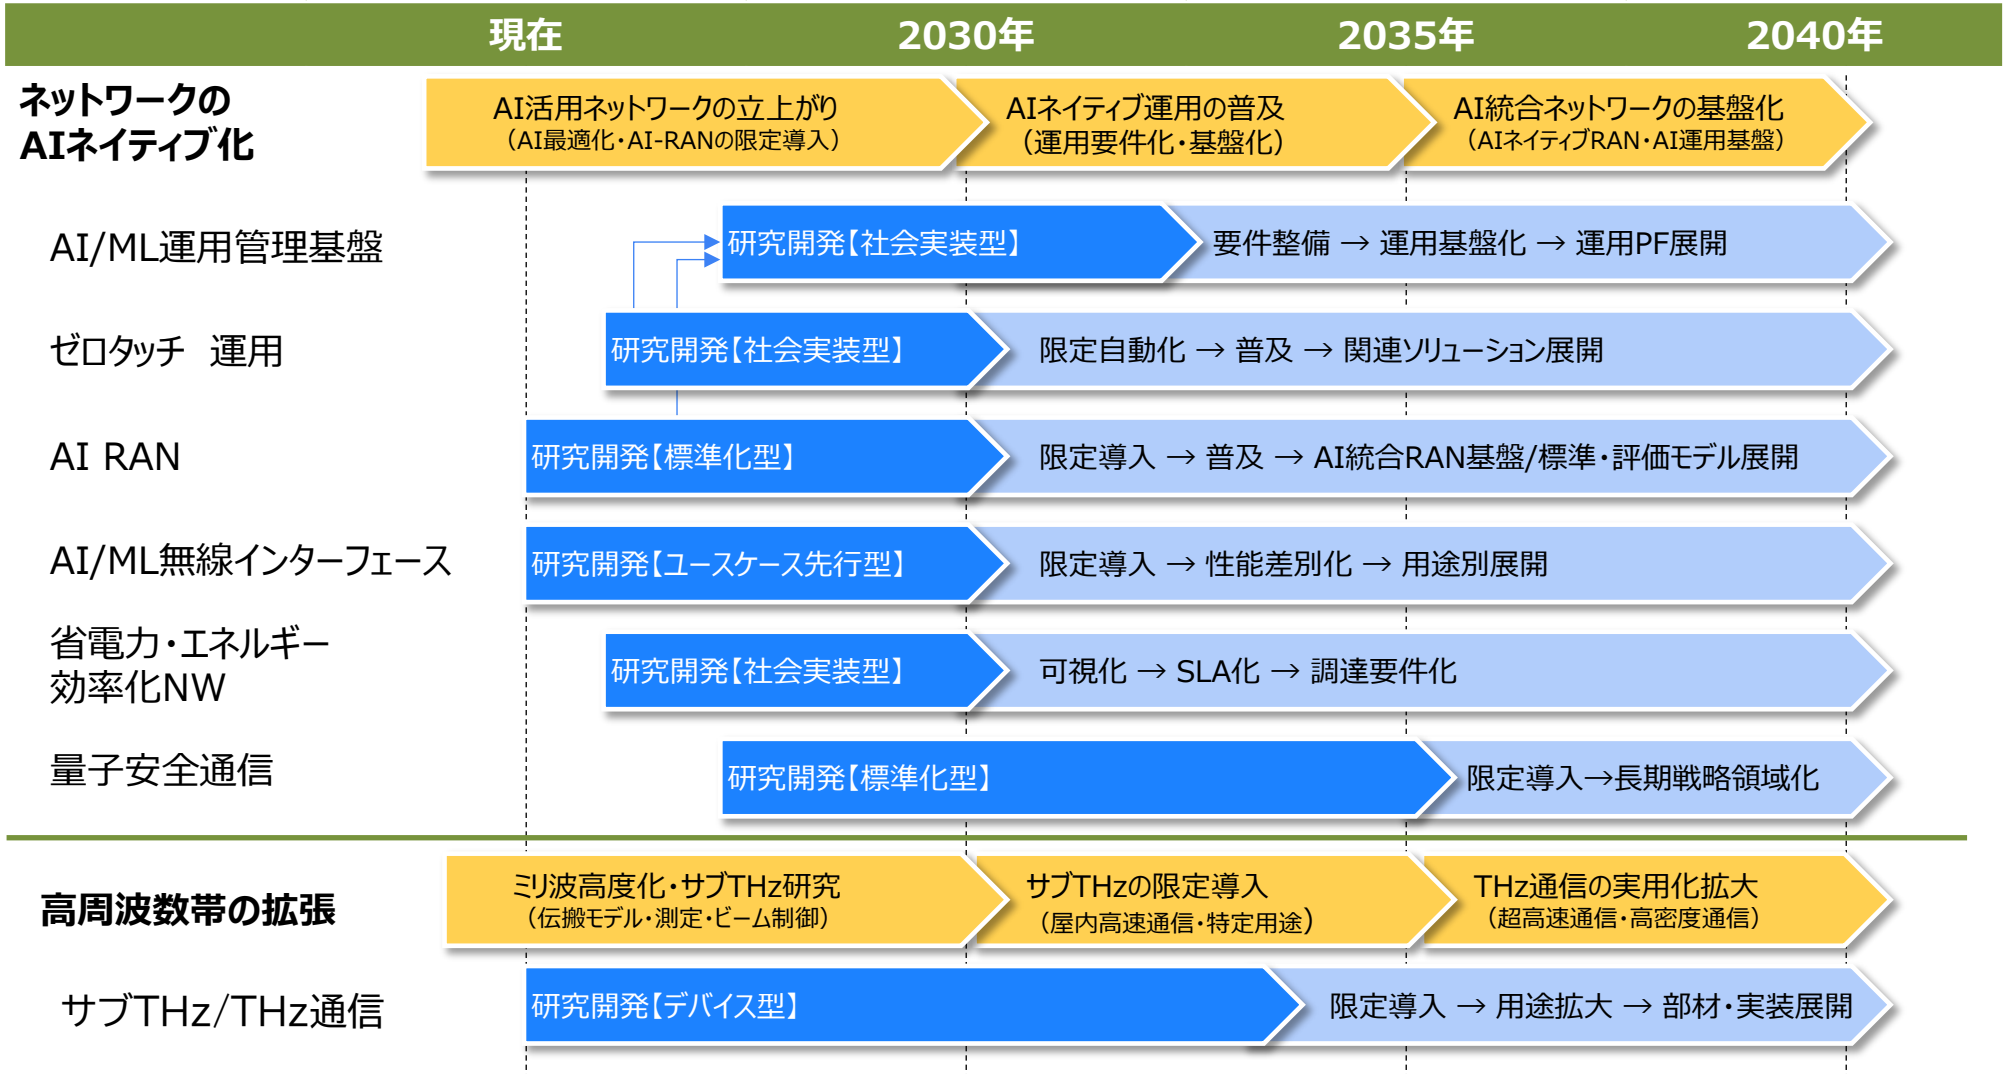 現在
2030年
2035年
2040年
ネットワークの
AIネイティブ化
AI活用ネットワークの立上がり
（AI最適化・AI-RANの限定導入）
AIネイティブ運用の普及
（運用要件化・基盤化）
AI統合ネットワークの基盤化
（AIネイティブRAN・AI運用基盤）
AI/ML運用管理基盤
研究開発【社会実装型】
要件整備 → 運用基盤化 → 運用PF展開
ゼロタッチ 運用
研究開発【社会実装型】
限定自動化 → 普及 → 関連ソリューション展開
AI RAN
研究開発【標準化型】
限定導入 → 普及 → AI統合RAN基盤/標準・評価モデル展開
AI/ML無線インターフェース
研究開発【ユースケース先行型】
限定導入 → 性能差別化 → 用途別展開
省電力・エネルギー
効率化NW
研究開発【社会実装型】
可視化 → SLA化 → 調達要件化
量子安全通信
研究開発【標準化型】
限定導入→長期戦略領域化
高周波数帯の拡張
ミリ波高度化・サブTHz研究
（伝搬モデル・測定・ビーム制御）
サブTHzの限定導入
（屋内高速通信・特定用途）
THz通信の実用化拡大
（超高速通信・高密度通信）
サブTHz/THz通信
研究開発【デバイス型】
限定導入 → 用途拡大 → 部材・実装展開